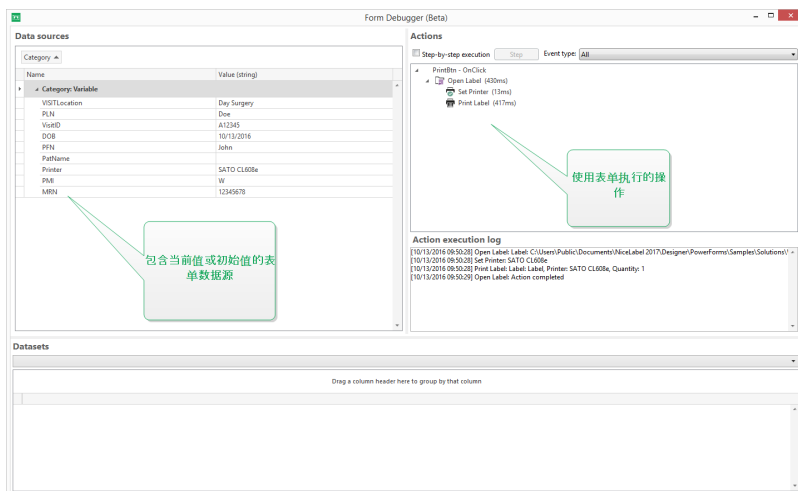 Form Debugger (Beta)
Data sources
Category
Name Value (string)
Category: Variable
VISITLocation Day Surgery
PLN Doe
VisitID A12345
DOB 10/13/2016
PFN John
PatName
Printer SATO CL608e
PMI W
MRN 12345678
包含当前值或初始值的表
单数据源
Actions
Step-by-step execution Step Event type: All
PrintBtn - OnClick
Open Label (430ms)
Set Printer (13ms)
Print Label (417ms)
使用表单执行的操
作
Action execution log
[10/13/2016 09:50:28] Open Label: Label: C:\Users\Public\Documents\NiceLabel 2017\Designer\PowerForms\Samples\Solutions\
[10/13/2016 09:50:28] Set Printer: SATO CL608e
[10/13/2016 09:50:28] Print Label: Label: Label, Printer: SATO CL608e, Quantity: 1
[10/13/2016 09:50:29] Open Label: Action completed
Datasets
Drag a column header here to group by that column